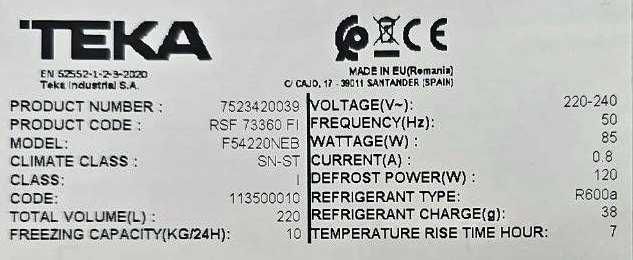 TEKA
EN 62552-1-2-3-2020
Teka Industrial S.A.
CE
MADE IN EU(Romania)
C/ CAJO, 17 - 39011 SANTANDER (SPAIN)
PRODUCT NUMBER : 7523420039
PRODUCT CODE : RSF 73360 FI
MODEL: F54220NEB
CLIMATE CLASS : SN-ST
CLASS: I
CODE: 113500010
TOTAL VOLUME(L) : 220
FREEZING CAPACITY(KG/24H): 10
VOLTAGE(V~): 220-240
FREQUENCY(Hz): 50
WATTAGE(W) : 85
CURRENT(A) : 0.8
DEFROST POWER(W) : 120
REFRIGERANT TYPE: R600a
REFRIGERANT CHARGE(g): 38
TEMPERATURE RISE TIME HOUR: 7